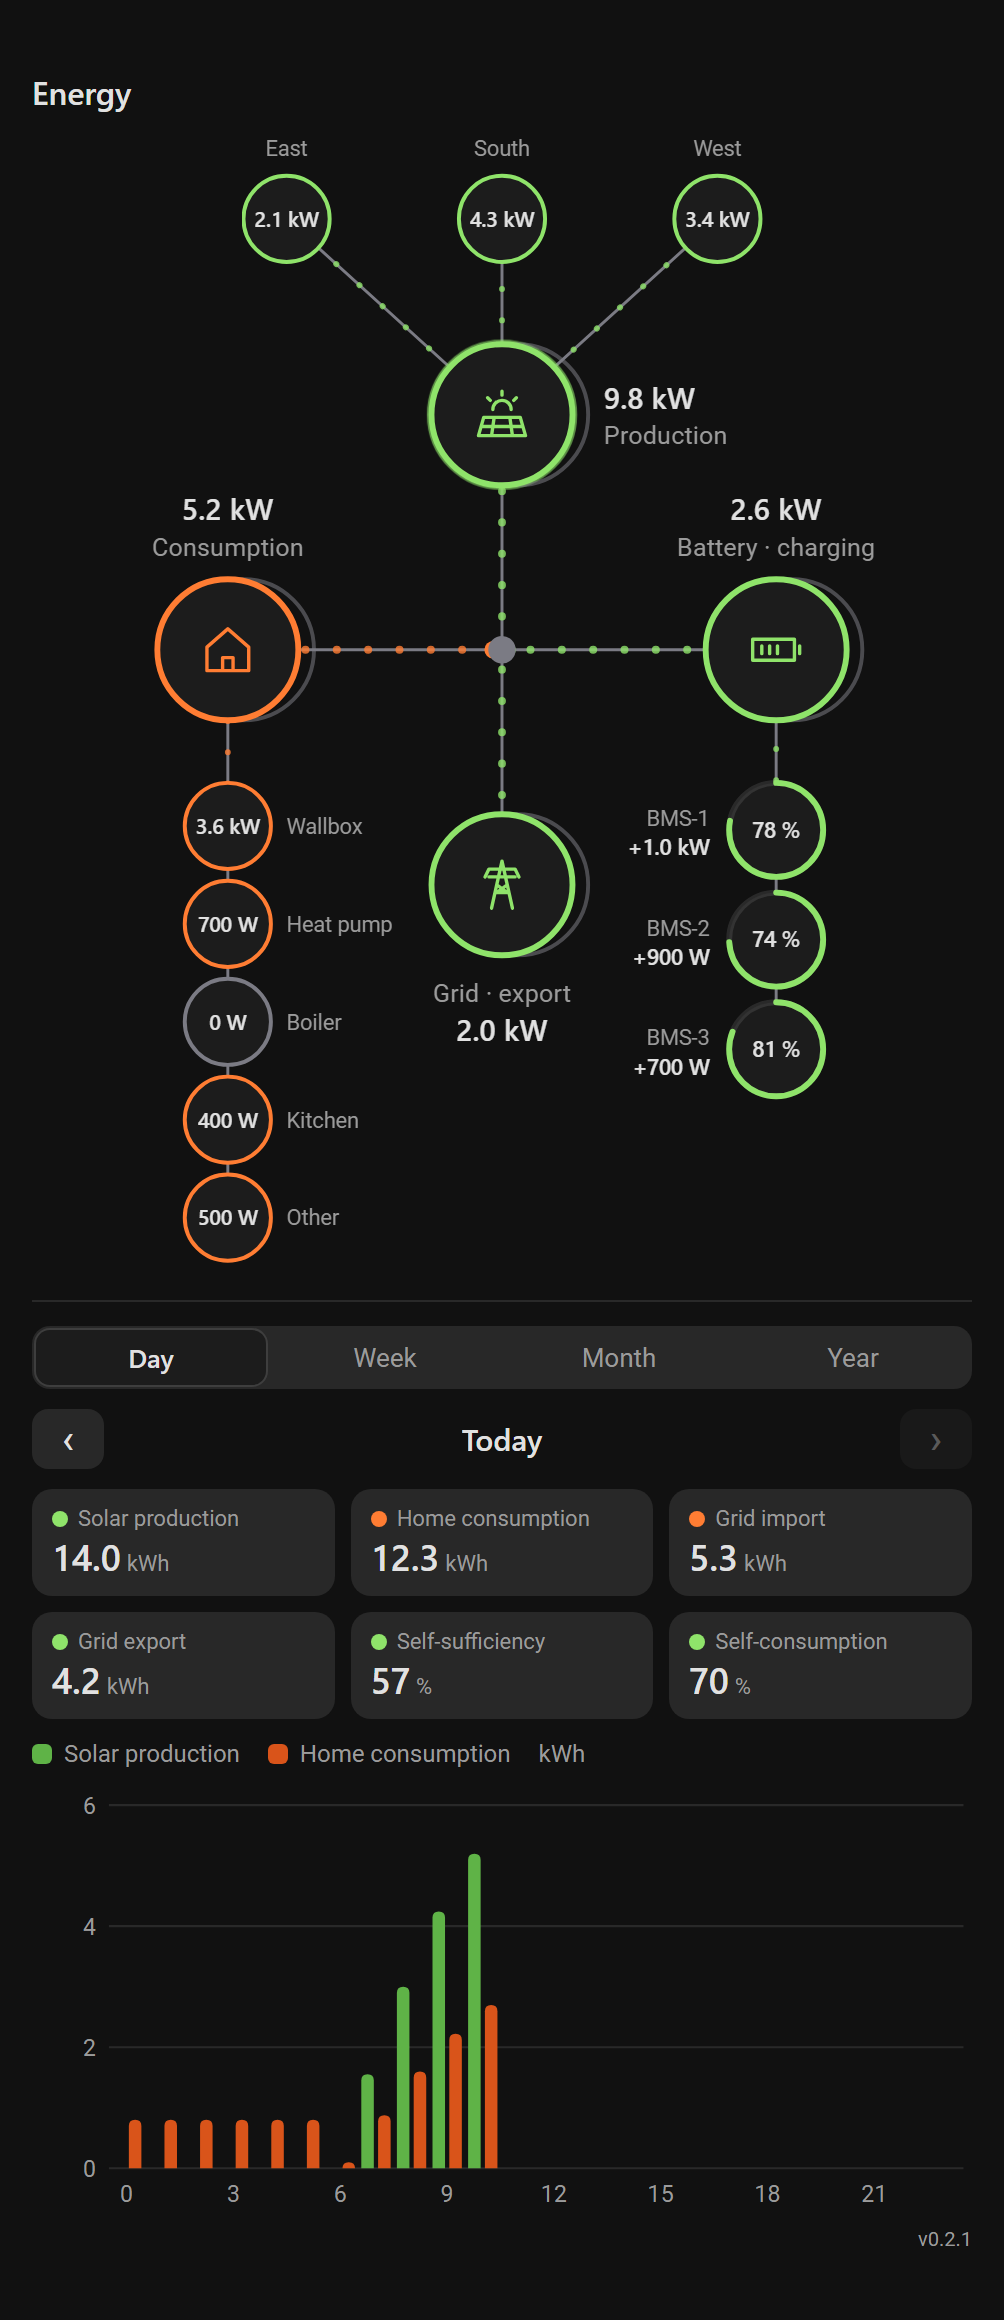 Energy
East
South
West
2.1 kW
4.3 kW
3.4 kW
9.8 kW
Production
5.2 kW
Consumption
2.6 kW
Battery · charging
3.6 kW
Wallbox
700 W
Heat pump
0 W
Boiler
400 W
Kitchen
500 W
Other
Grid · export
2.0 kW
BMS-1
+1.0 kW
78 %
BMS-2
+900 W
74 %
BMS-3
+700 W
81 %
Day
Week
Month
Year
‹
Today
›
Solar production
14.0 kWh
Home consumption
12.3 kWh
Grid import
5.3 kWh
Grid export
4.2 kWh
Self-sufficiency
57 %
Self-consumption
70 %
Solar production
Home consumption
kWh
6
4
2
0
0 3 6 9 12 15 18 21
v0.2.1